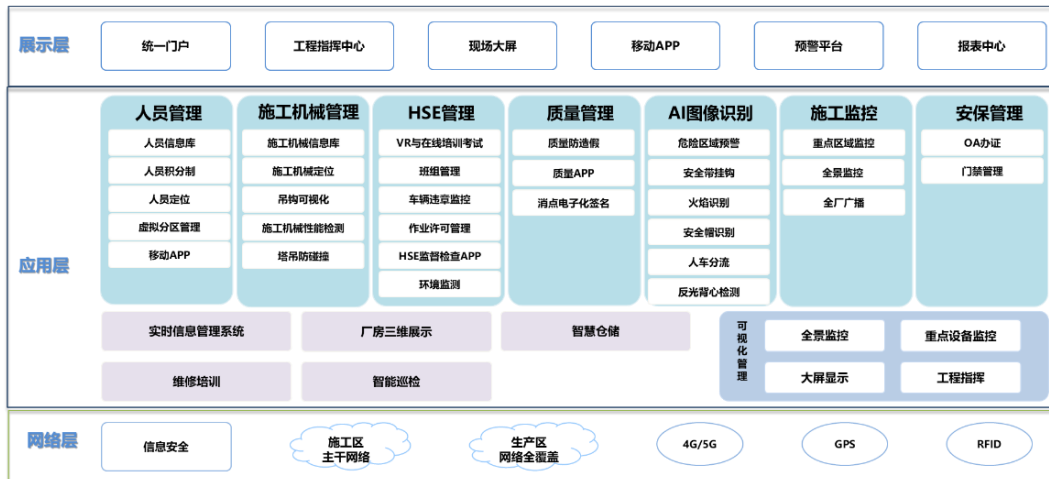 展示层
统一门户
工程指挥中心
现场大屏
移动APP
预警平台
报表中心
应用层
人员管理
人员信息库
人员积分制
人员定位
虚拟分区管理
移动APP
施工机械管理
施工机械信息库
施工机械定位
吊钩可视化
施工机械性能检测
塔吊防碰撞
HSE管理
VR与在线培训考试
班组管理
车辆违章监控
作业许可管理
HSE监督检查APP
环境监测
质量管理
质量防造假
质量APP
消点电子化签名
AI图像识别
危险区域预警
安全带挂钩
火焰识别
安全帽识别
人车分流
反光背心检测
施工监控
重点区域监控
全景监控
全厂广播
安保管理
OA办证
门禁管理
实时信息管理系统
厂房三维展示
智慧仓储
维修培训
智能巡检
可视化管理
全景监控
重点设备监控
大屏显示
工程指挥
网络层
信息安全
施工区
主干网络
生产区
网络全覆盖
4G/5G
GPS
RFID